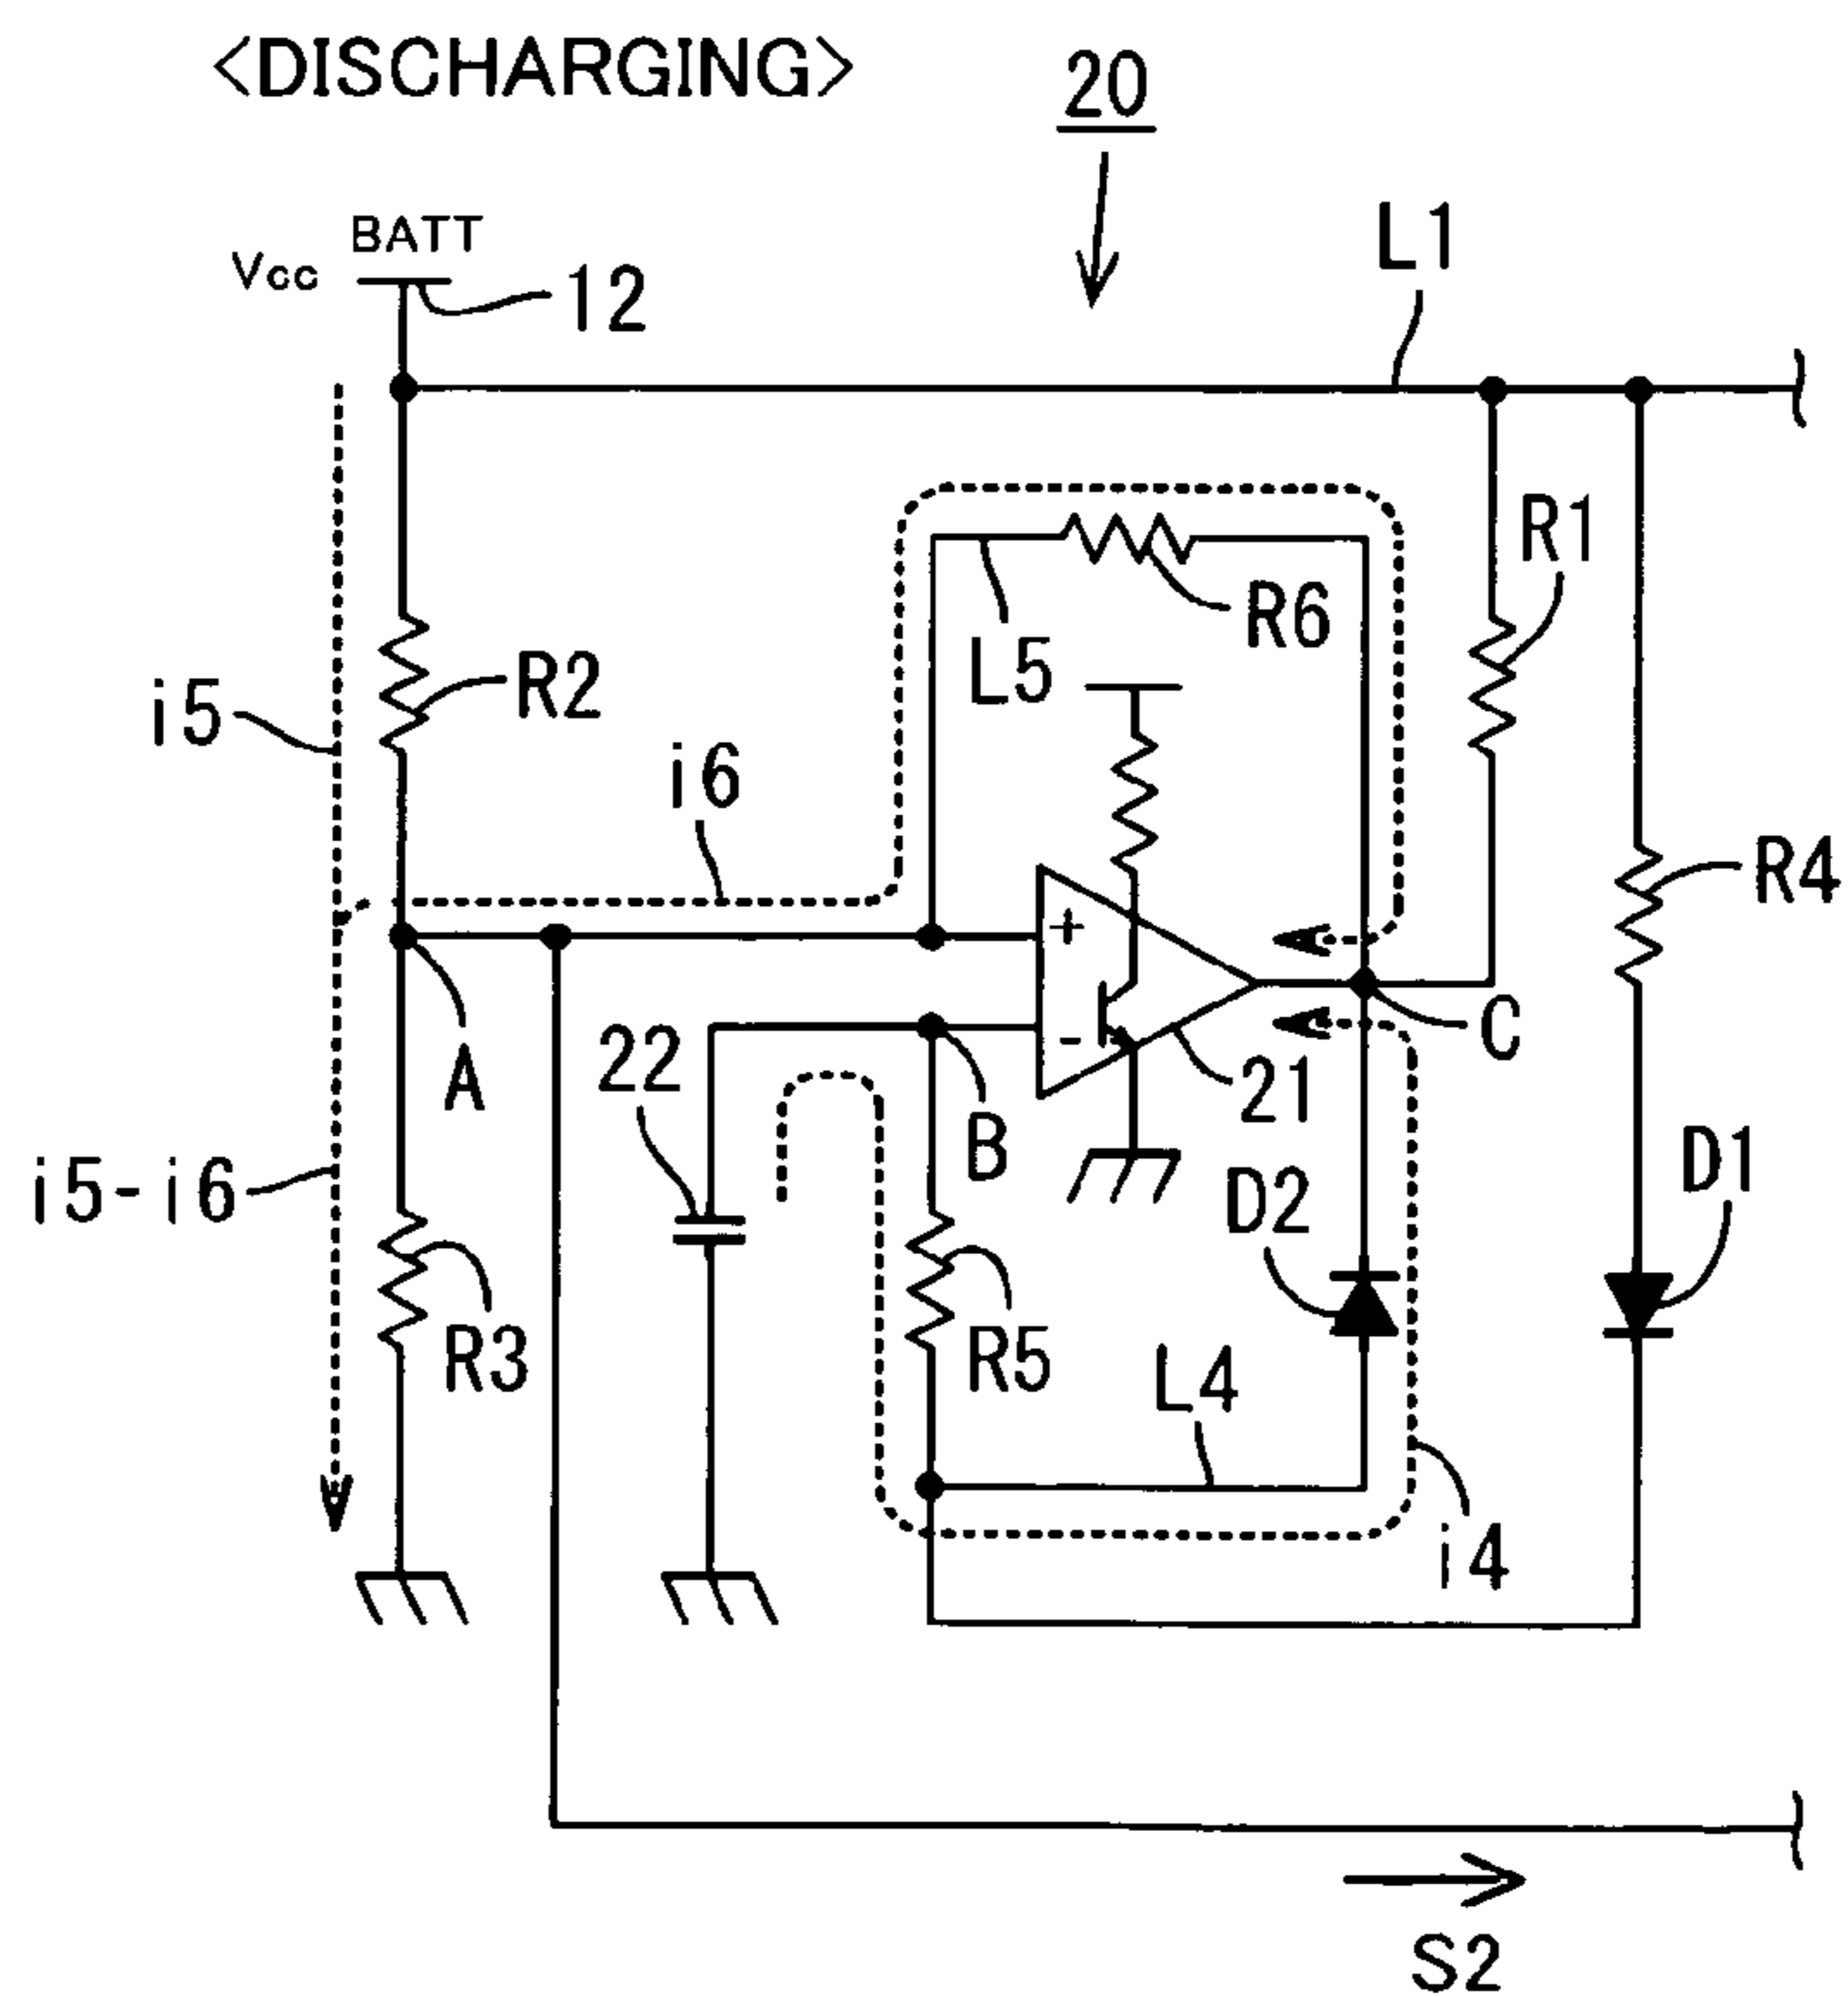 <DISCHARGING>
20
BATT
Vcc
12
L1
R1
R6
L5
R2
i5
i6
R4
+
C
22
A
-
21
B
D2
D1
i5-i6
R3
R5
L4
i4
S2